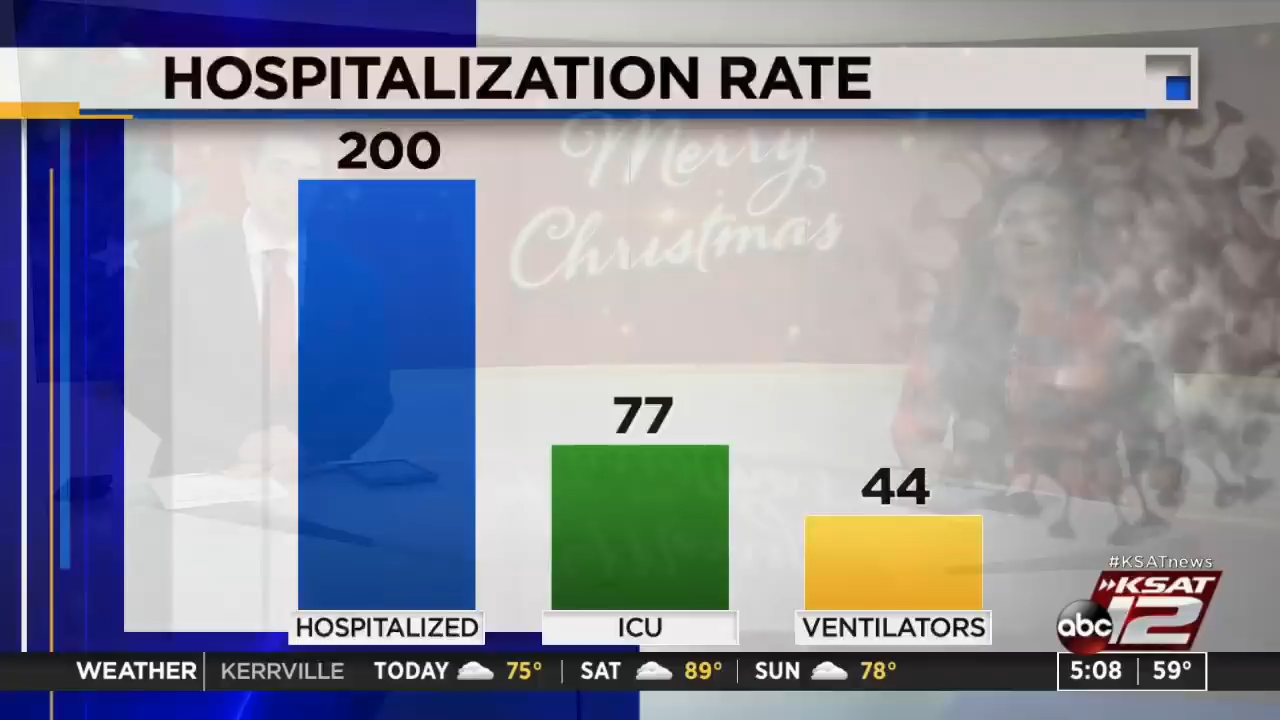 HOSPITALIZATION RATE
200
Merry
Christmas
77
44
HOSPITALIZED
ICU
VENTILATORS
#KSATnews
KSAT
abc 12
WEATHER KERRVILLE TODAY 75° SAT 89° SUN 78° 5:08 59°